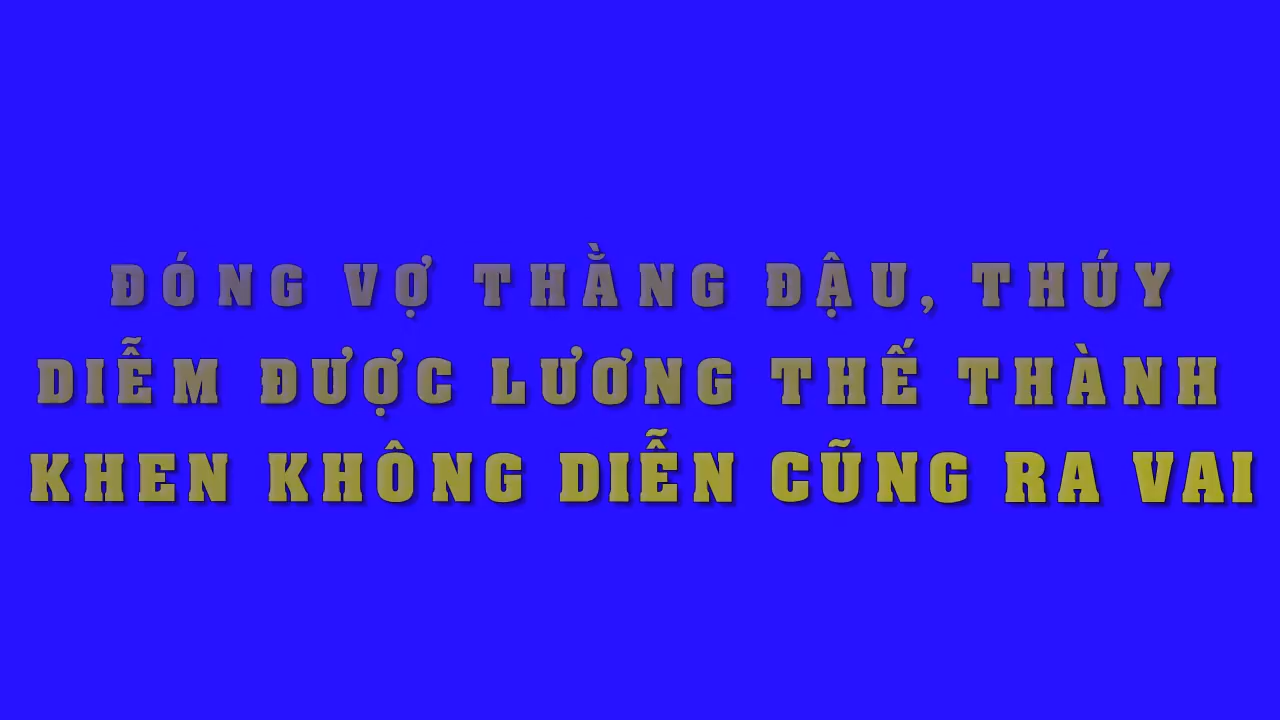 ĐÓNG VỢ THẰNG ĐẬU, THÚY
DIỄM ĐƯỢC LƯƠNG THẾ THÀNH
KHEN KHÔNG DIỄN CŨNG RA VAI